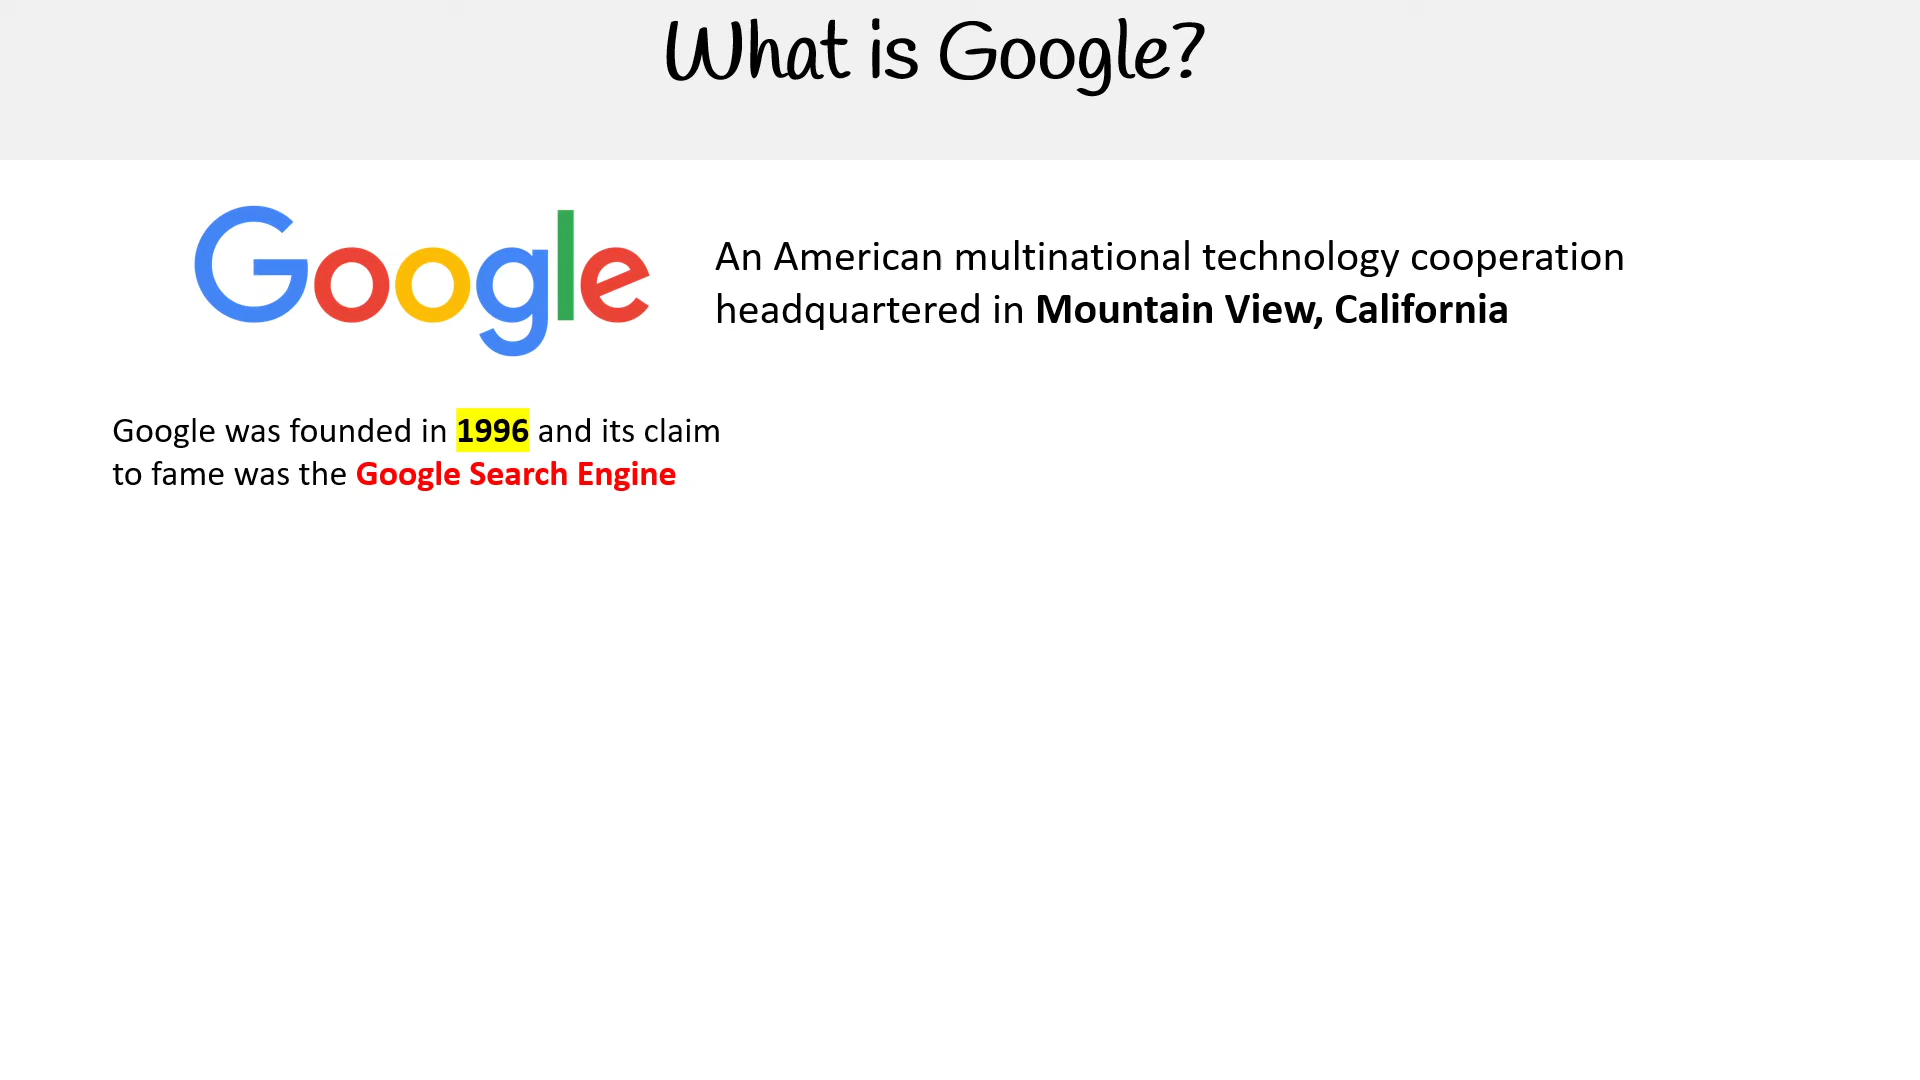 What is Google?
Google
An American multinational technology cooperation
headquartered in Mountain View, California
Google was founded in 1996 and its claim
to fame was the Google Search Engine